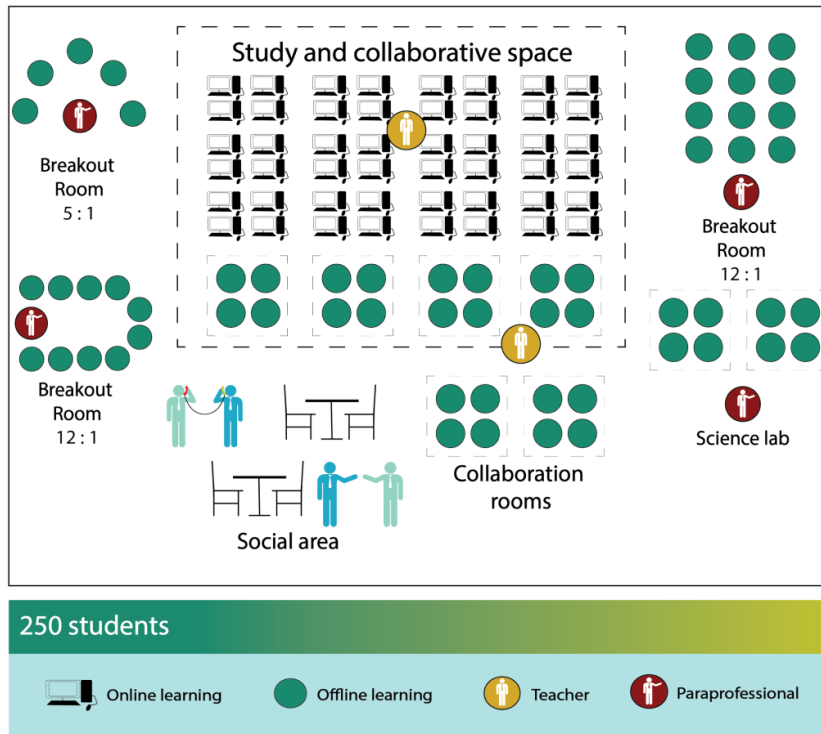 Study and collaborative space
Breakout
Room
5 : 1
Breakout
Room
12 : 1
Breakout
Room
12 : 1
Science lab
Collaboration
rooms
Social area
250 students
Online learning
Offline learning
Teacher
Paraprofessional